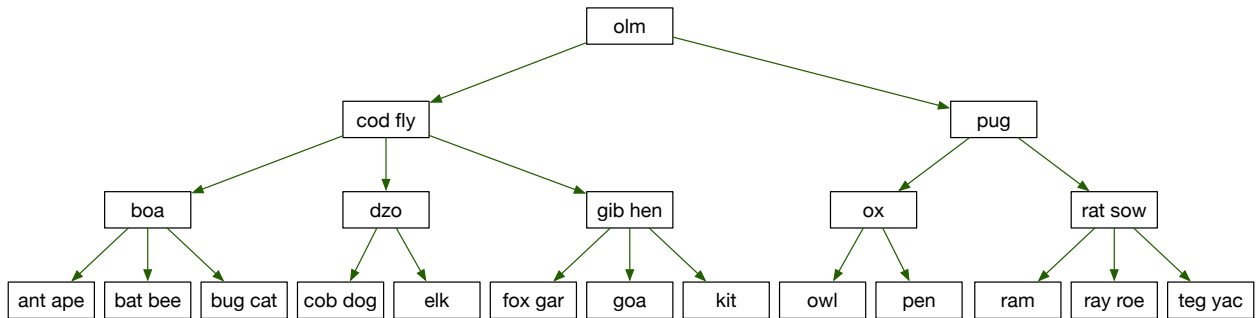 olm
cod fly
pug
boa
dzo
gib hen
ox
rat sow
ant ape
bat bee
bug cat
cob dog
elk
fox gar
goa
kit
owl
pen
ram
ray roe
teg yac